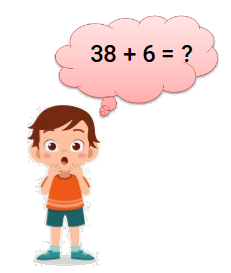 38 + 6 = ?